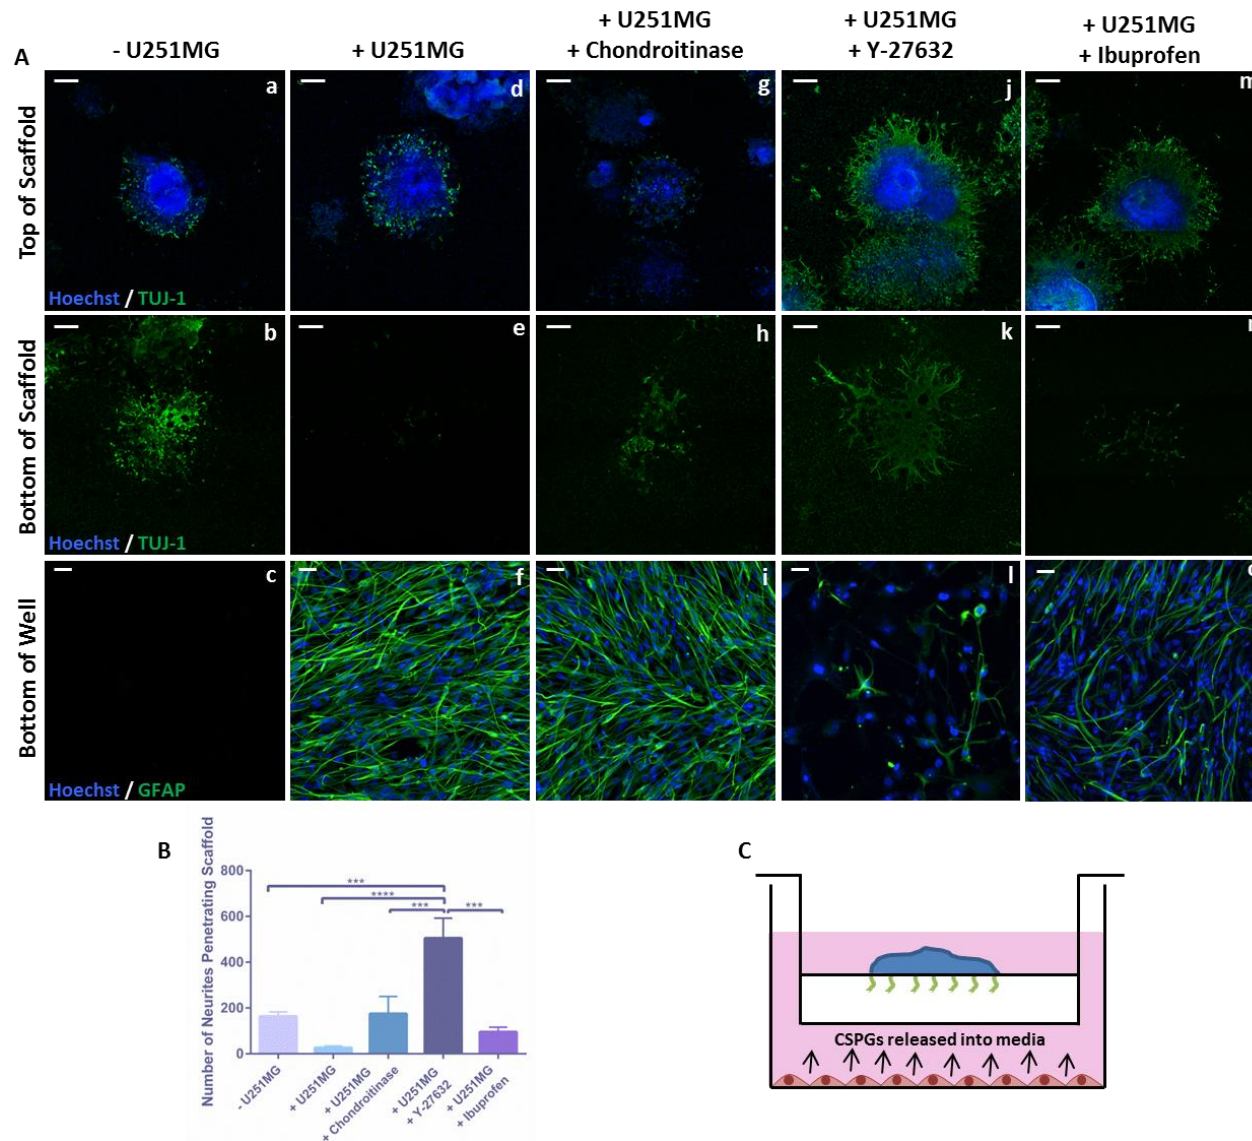 A
- U251MG
+ U251MG
+ U251MG
+ Chondroitinase
+ U251MG
+ Y-27632
+ U251MG
+ Ibuprofen
Top of Scaffold
a
d
g
j
m
Hoechst / TUJ-1
Bottom of Scaffold
b
e
h
k
Hoechst / TUJ-1
Bottom of Well
c
f
i
l
Hoechst / GFAP
B
Number of Neurites Penetrating Scaffold
800
600
400
200
0
***
****
***
***
- U251MG
+ U251MG
+ U251MG
+ Chondroitinase
+ U251MG
+ Y-27632
+ U251MG
+ Ibuprofen
C
CSPGs released into media